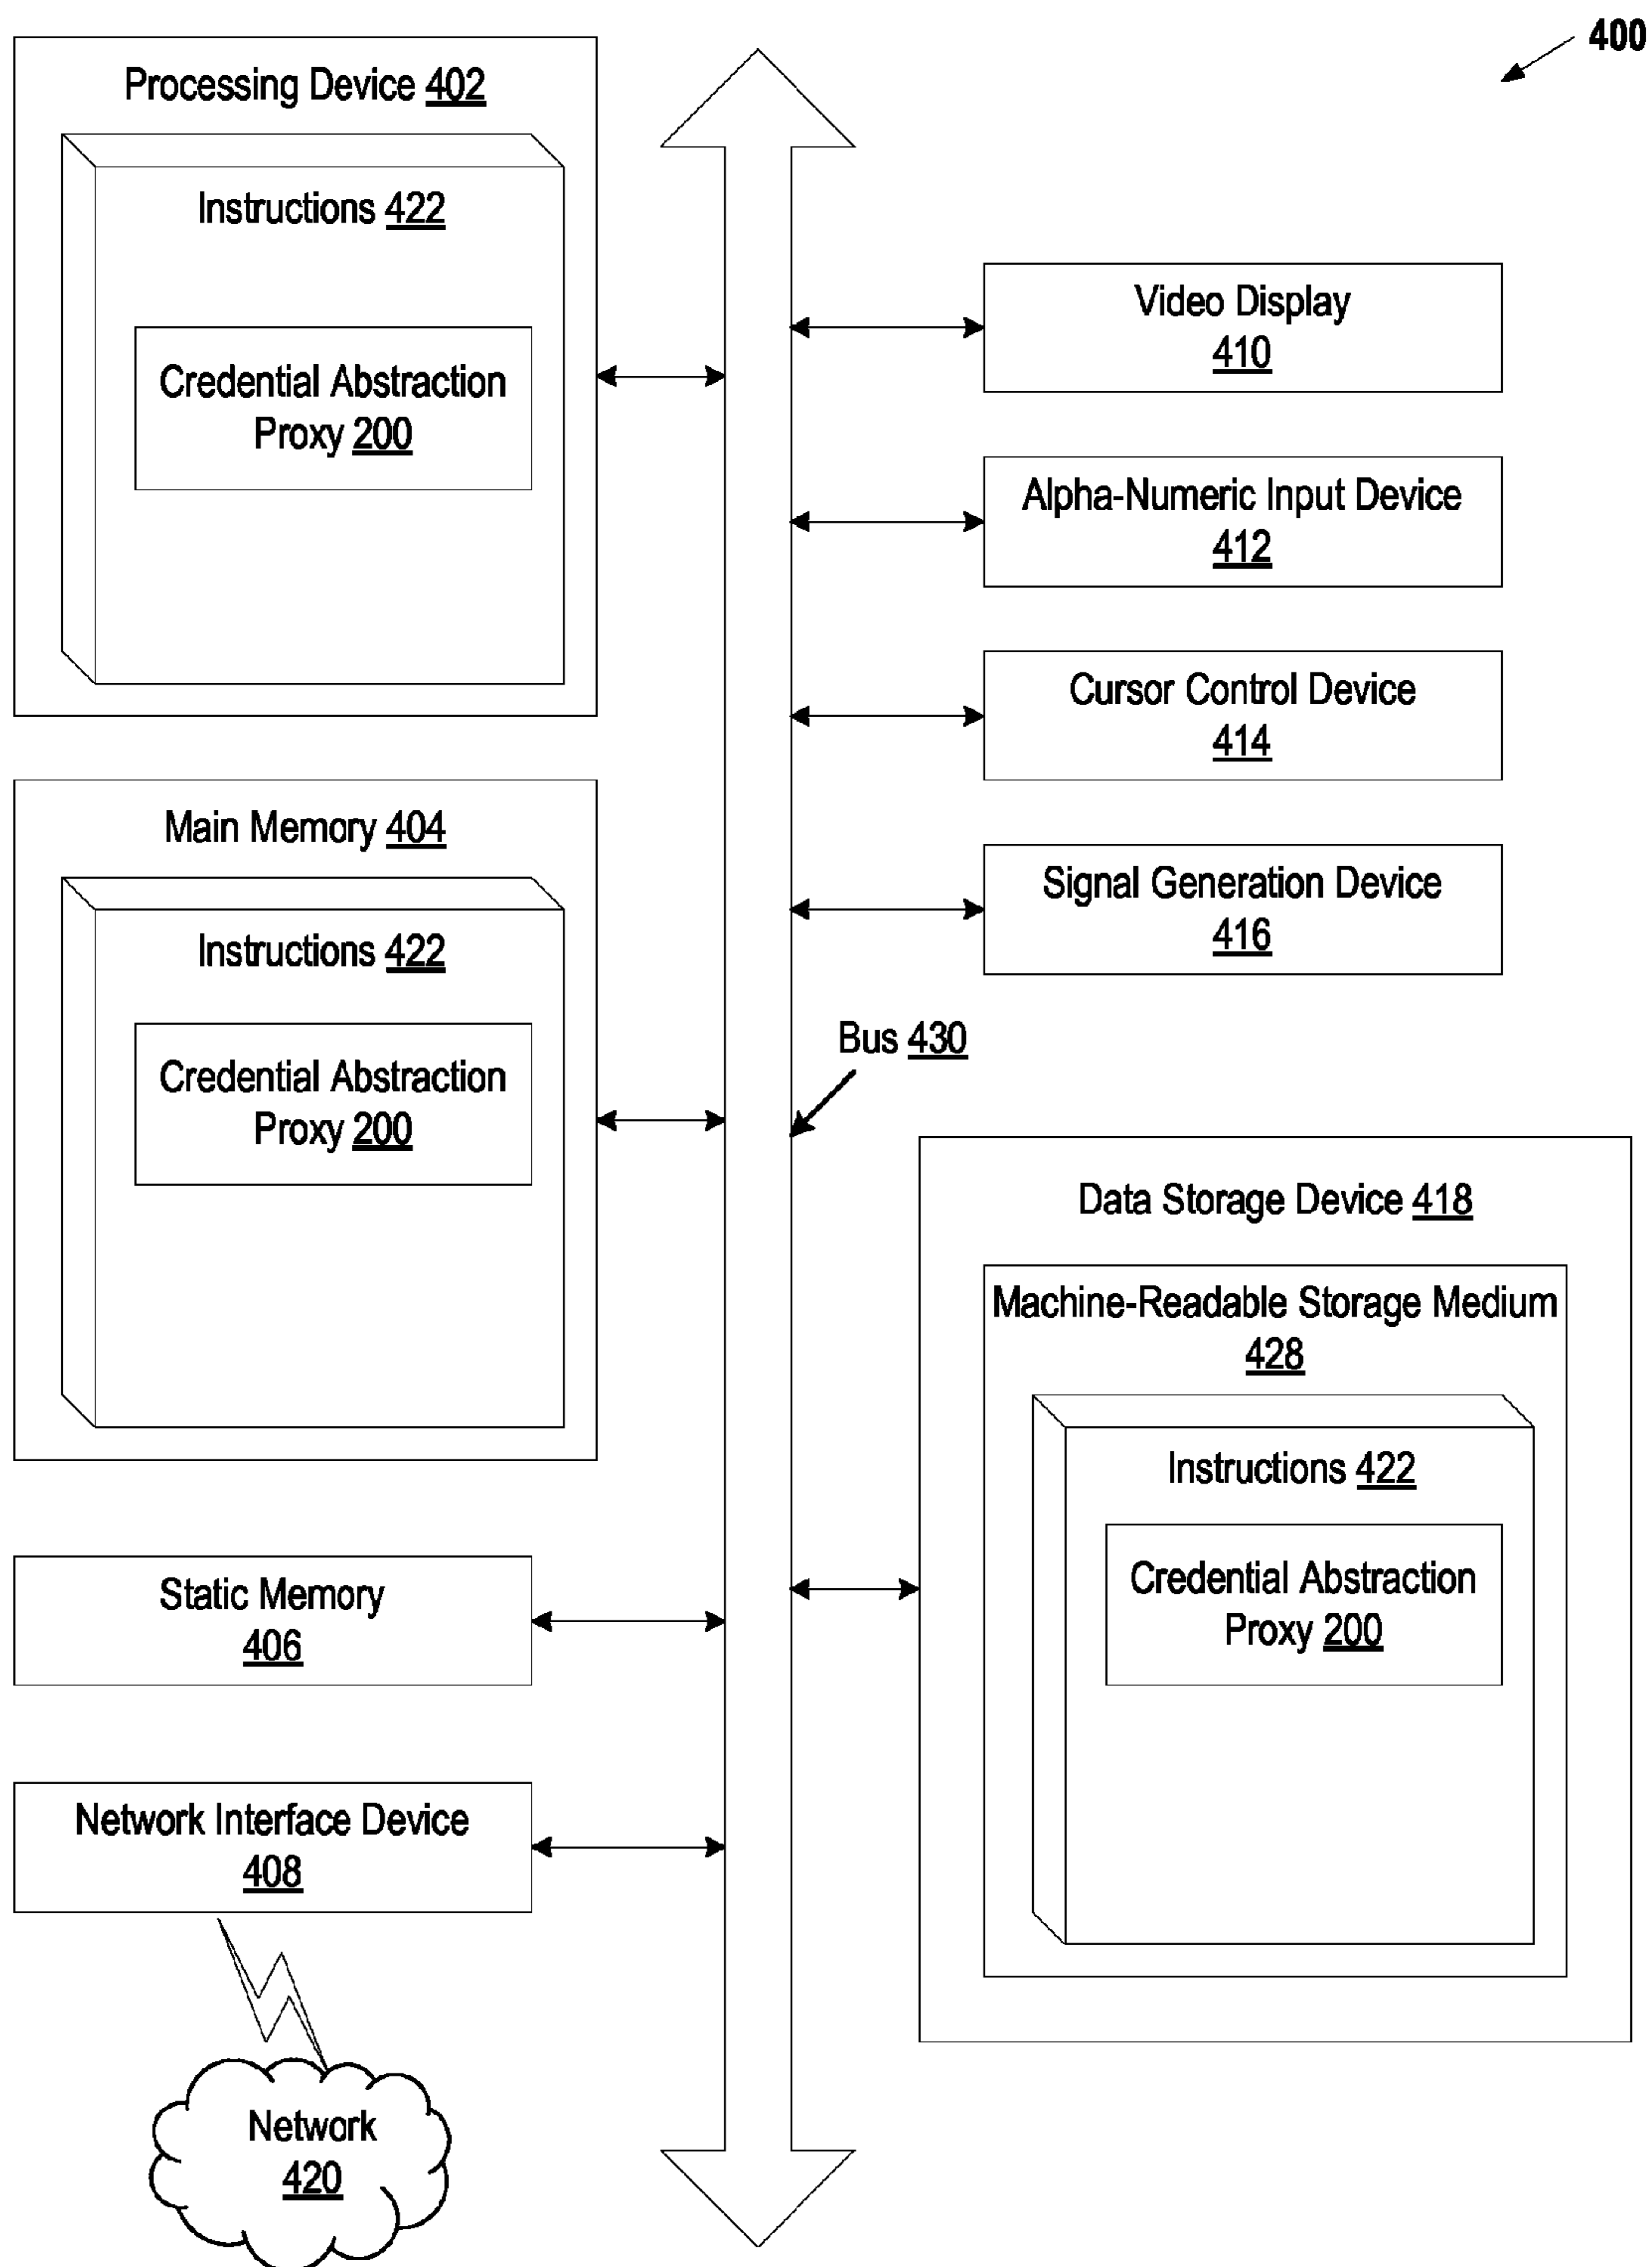 400
Processing Device 402
Instructions 422
Credential Abstraction
Proxy 200
Main Memory 404
Instructions 422
Credential Abstraction
Proxy 200
Static Memory
406
Network Interface Device
408
Network
420
Video Display
410
Alpha-Numeric Input Device
412
Cursor Control Device
414
Signal Generation Device
416
Bus 430
Data Storage Device 418
Machine-Readable Storage Medium
428
Instructions 422
Credential Abstraction
Proxy 200